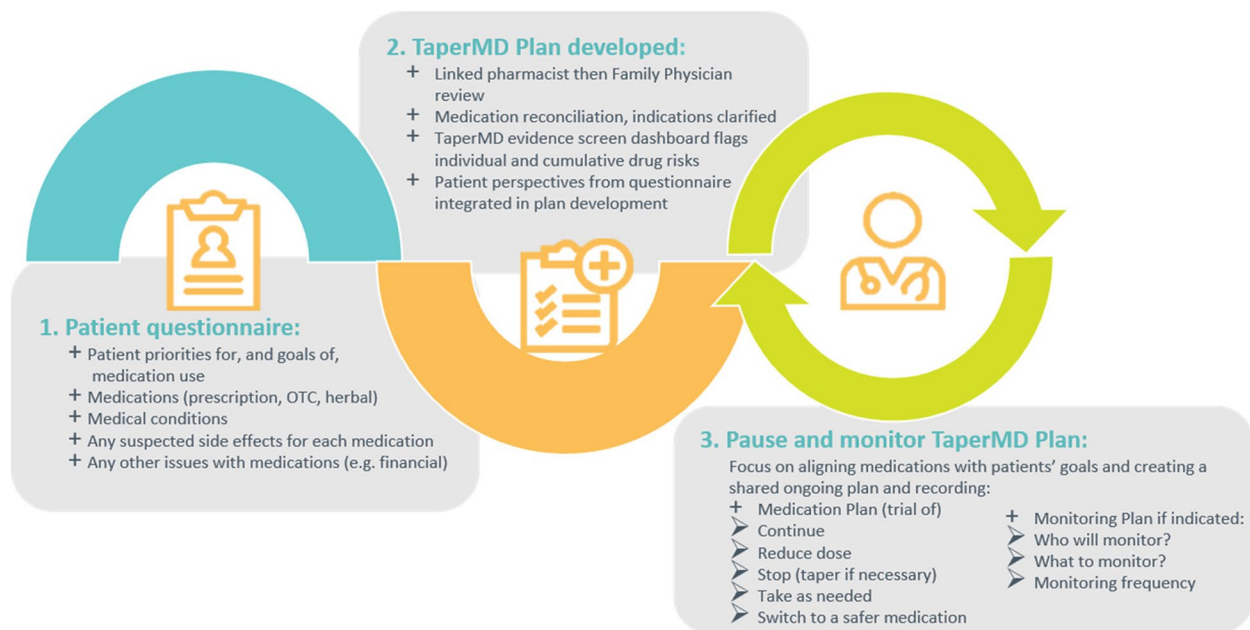 2. TaperMD Plan developed:
+ Linked pharmacist then Family Physician
review
+ Medication reconciliation, indications clarified
+ TaperMD evidence screen dashboard flags
individual and cumulative drug risks
+ Patient perspectives from questionnaire
integrated in plan development
1. Patient questionnaire:
+ Patient priorities for, and goals of,
medication use
+ Medications (prescription, OTC, herbal)
+ Medical conditions
+ Any suspected side effects for each medication
+ Any other issues with medications (e.g. financial)
3. Pause and monitor TaperMD Plan:
Focus on aligning medications with patients’ goals and creating a
shared ongoing plan and recording:
+ Medication Plan (trial of)
➢ Continue
➢ Reduce dose
➢ Stop (taper if necessary)
➢ Take as needed
➢ Switch to a safer medication
+ Monitoring Plan if indicated:
➢ Who will monitor?
➢ What to monitor?
➢ Monitoring frequency